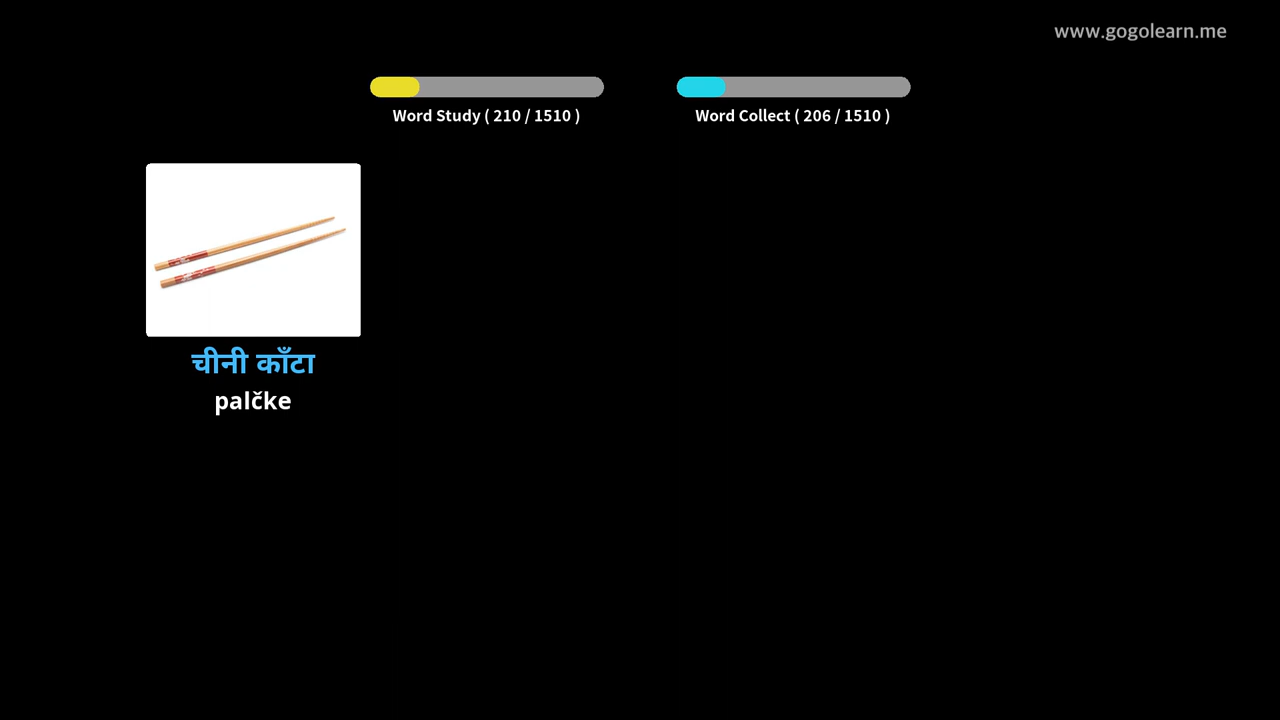 www.gogolearn.me
Word Study ( 210 / 1510 )
Word Collect ( 206 / 1510 )
चीनी काँटा
palčke